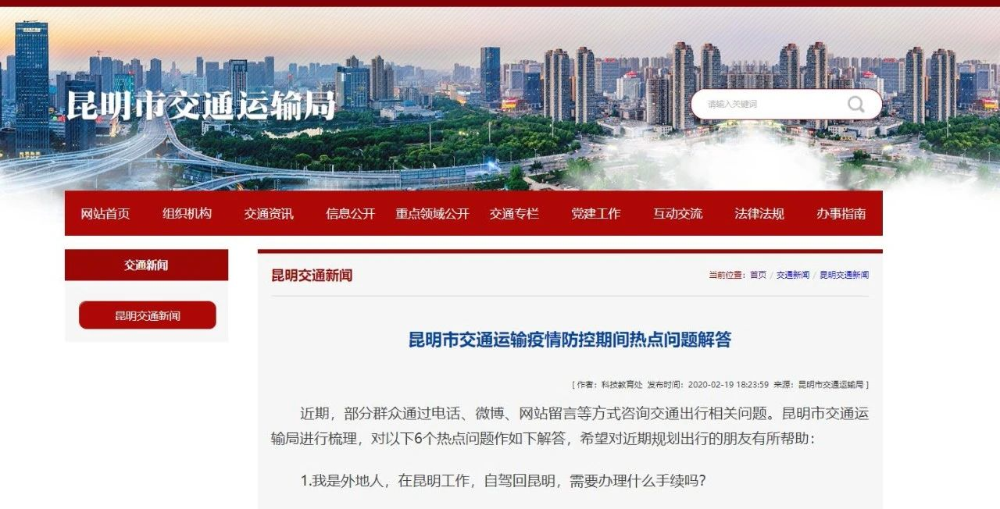 昆明市交通运输局
请输入关键词
网站首页 组织机构 交通资讯 信息公开 重点领域公开 交通专栏 党建工作 互动交流 法律法规 办事指南
交通新闻
昆明交通新闻
昆明交通新闻
当前位置：首页 / 交通新闻 / 昆明交通新闻
昆明市交通运输疫情防控期间热点问题解答
[ 作者：科技教育处 发布时间：2020-02-19 18:23:59 来源：昆明市交通运输局 ]
近期，部分群众通过电话、微博、网站留言等方式咨询交通出行相关问题。昆明市交通运
输局进行梳理，对以下6个热点问题作如下解答，希望对近期规划出行的朋友有所帮助：
1.我是外地人，在昆明工作，自驾回昆明，需要办理什么手续吗？